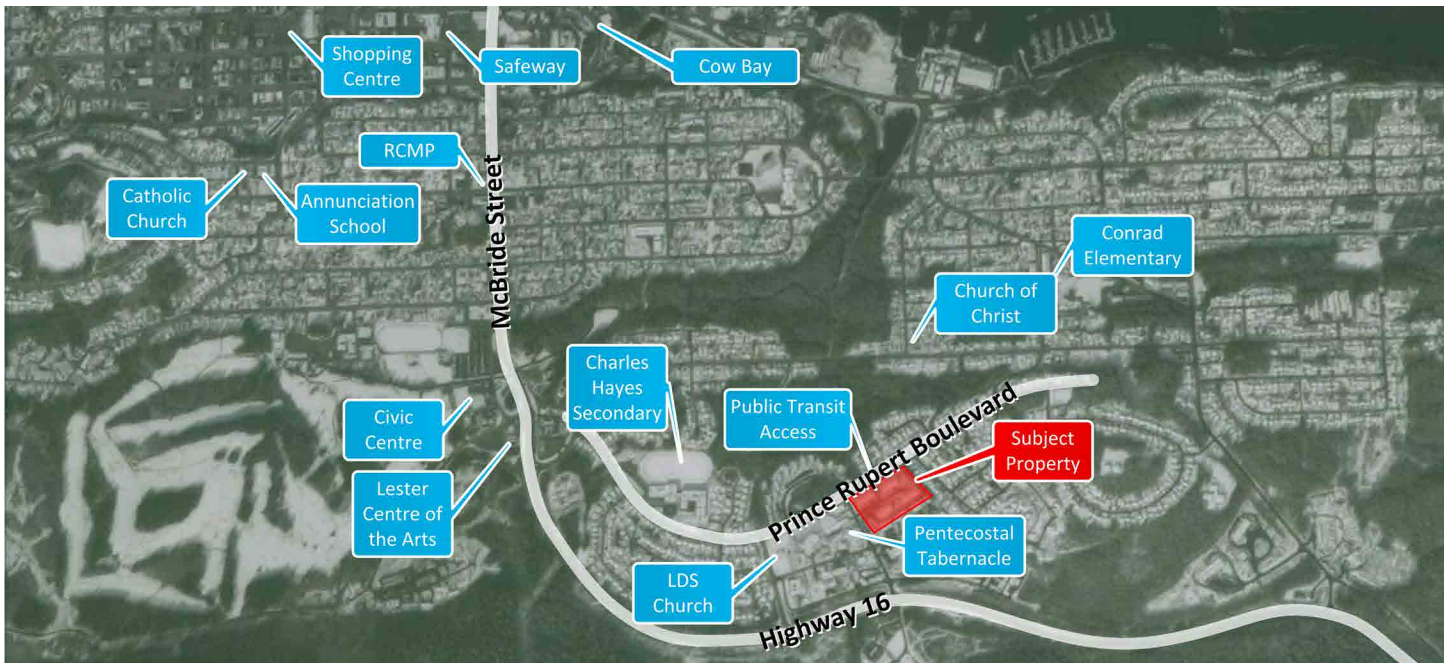 Shopping
Centre
Safeway
Cow Bay
RCMP
Catholic
Church
Annunciation
School
McBride Street
Conrad
Elementary
Church of
Christ
Charles
Hayes
Secondary
Public Transit
Access
Prince Rupert Boulevard
Subject
Property
Civic
Centre
Lester
Centre of
the Arts
Pentecostal
Tabernacle
LDS
Church
Highway 16